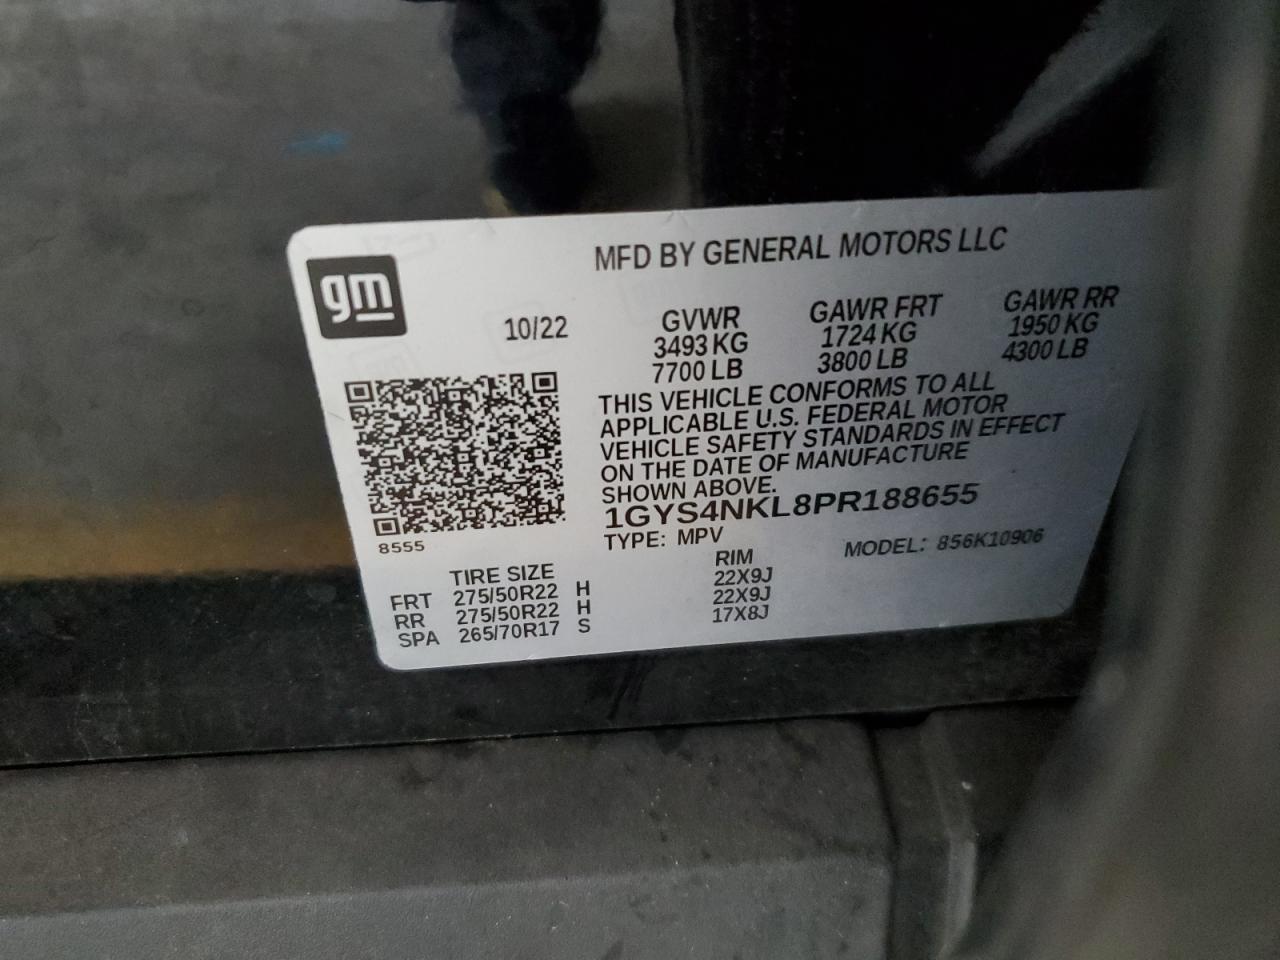 gm
MFD BY GENERAL MOTORS LLC
10/22 GVWR GAWR FRT GAWR RR
3493 KG 1724 KG 1950 KG
7700 LB 3800 LB 4300 LB
THIS VEHICLE CONFORMS TO ALL
APPLICABLE U.S. FEDERAL MOTOR
VEHICLE SAFETY STANDARDS IN EFFECT
ON THE DATE OF MANUFACTURE
SHOWN ABOVE.
1GYS4NKL8PR188655
8555 TYPE: MPV MODEL: 856K10906
TIRE SIZE RIM
FRT 275/50R22 H 22X9J
RR 275/50R22 H 22X9J
SPA 265/70R17 S 17X8J